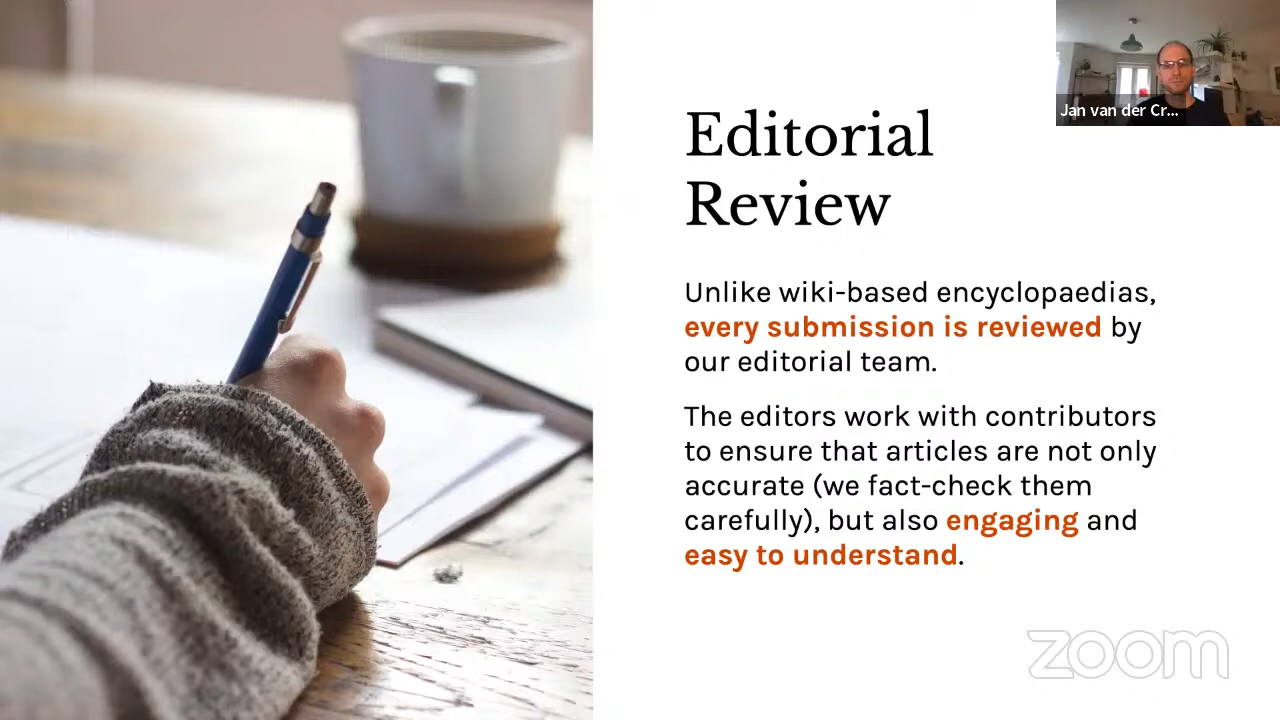 Editorial
Review
Jan van der Cr...
Unlike wiki-based encyclopaedias,
every submission is reviewed by
our editorial team.
The editors work with contributors
to ensure that articles are not only
accurate (we fact-check them
carefully), but also engaging and
easy to understand.
zoom